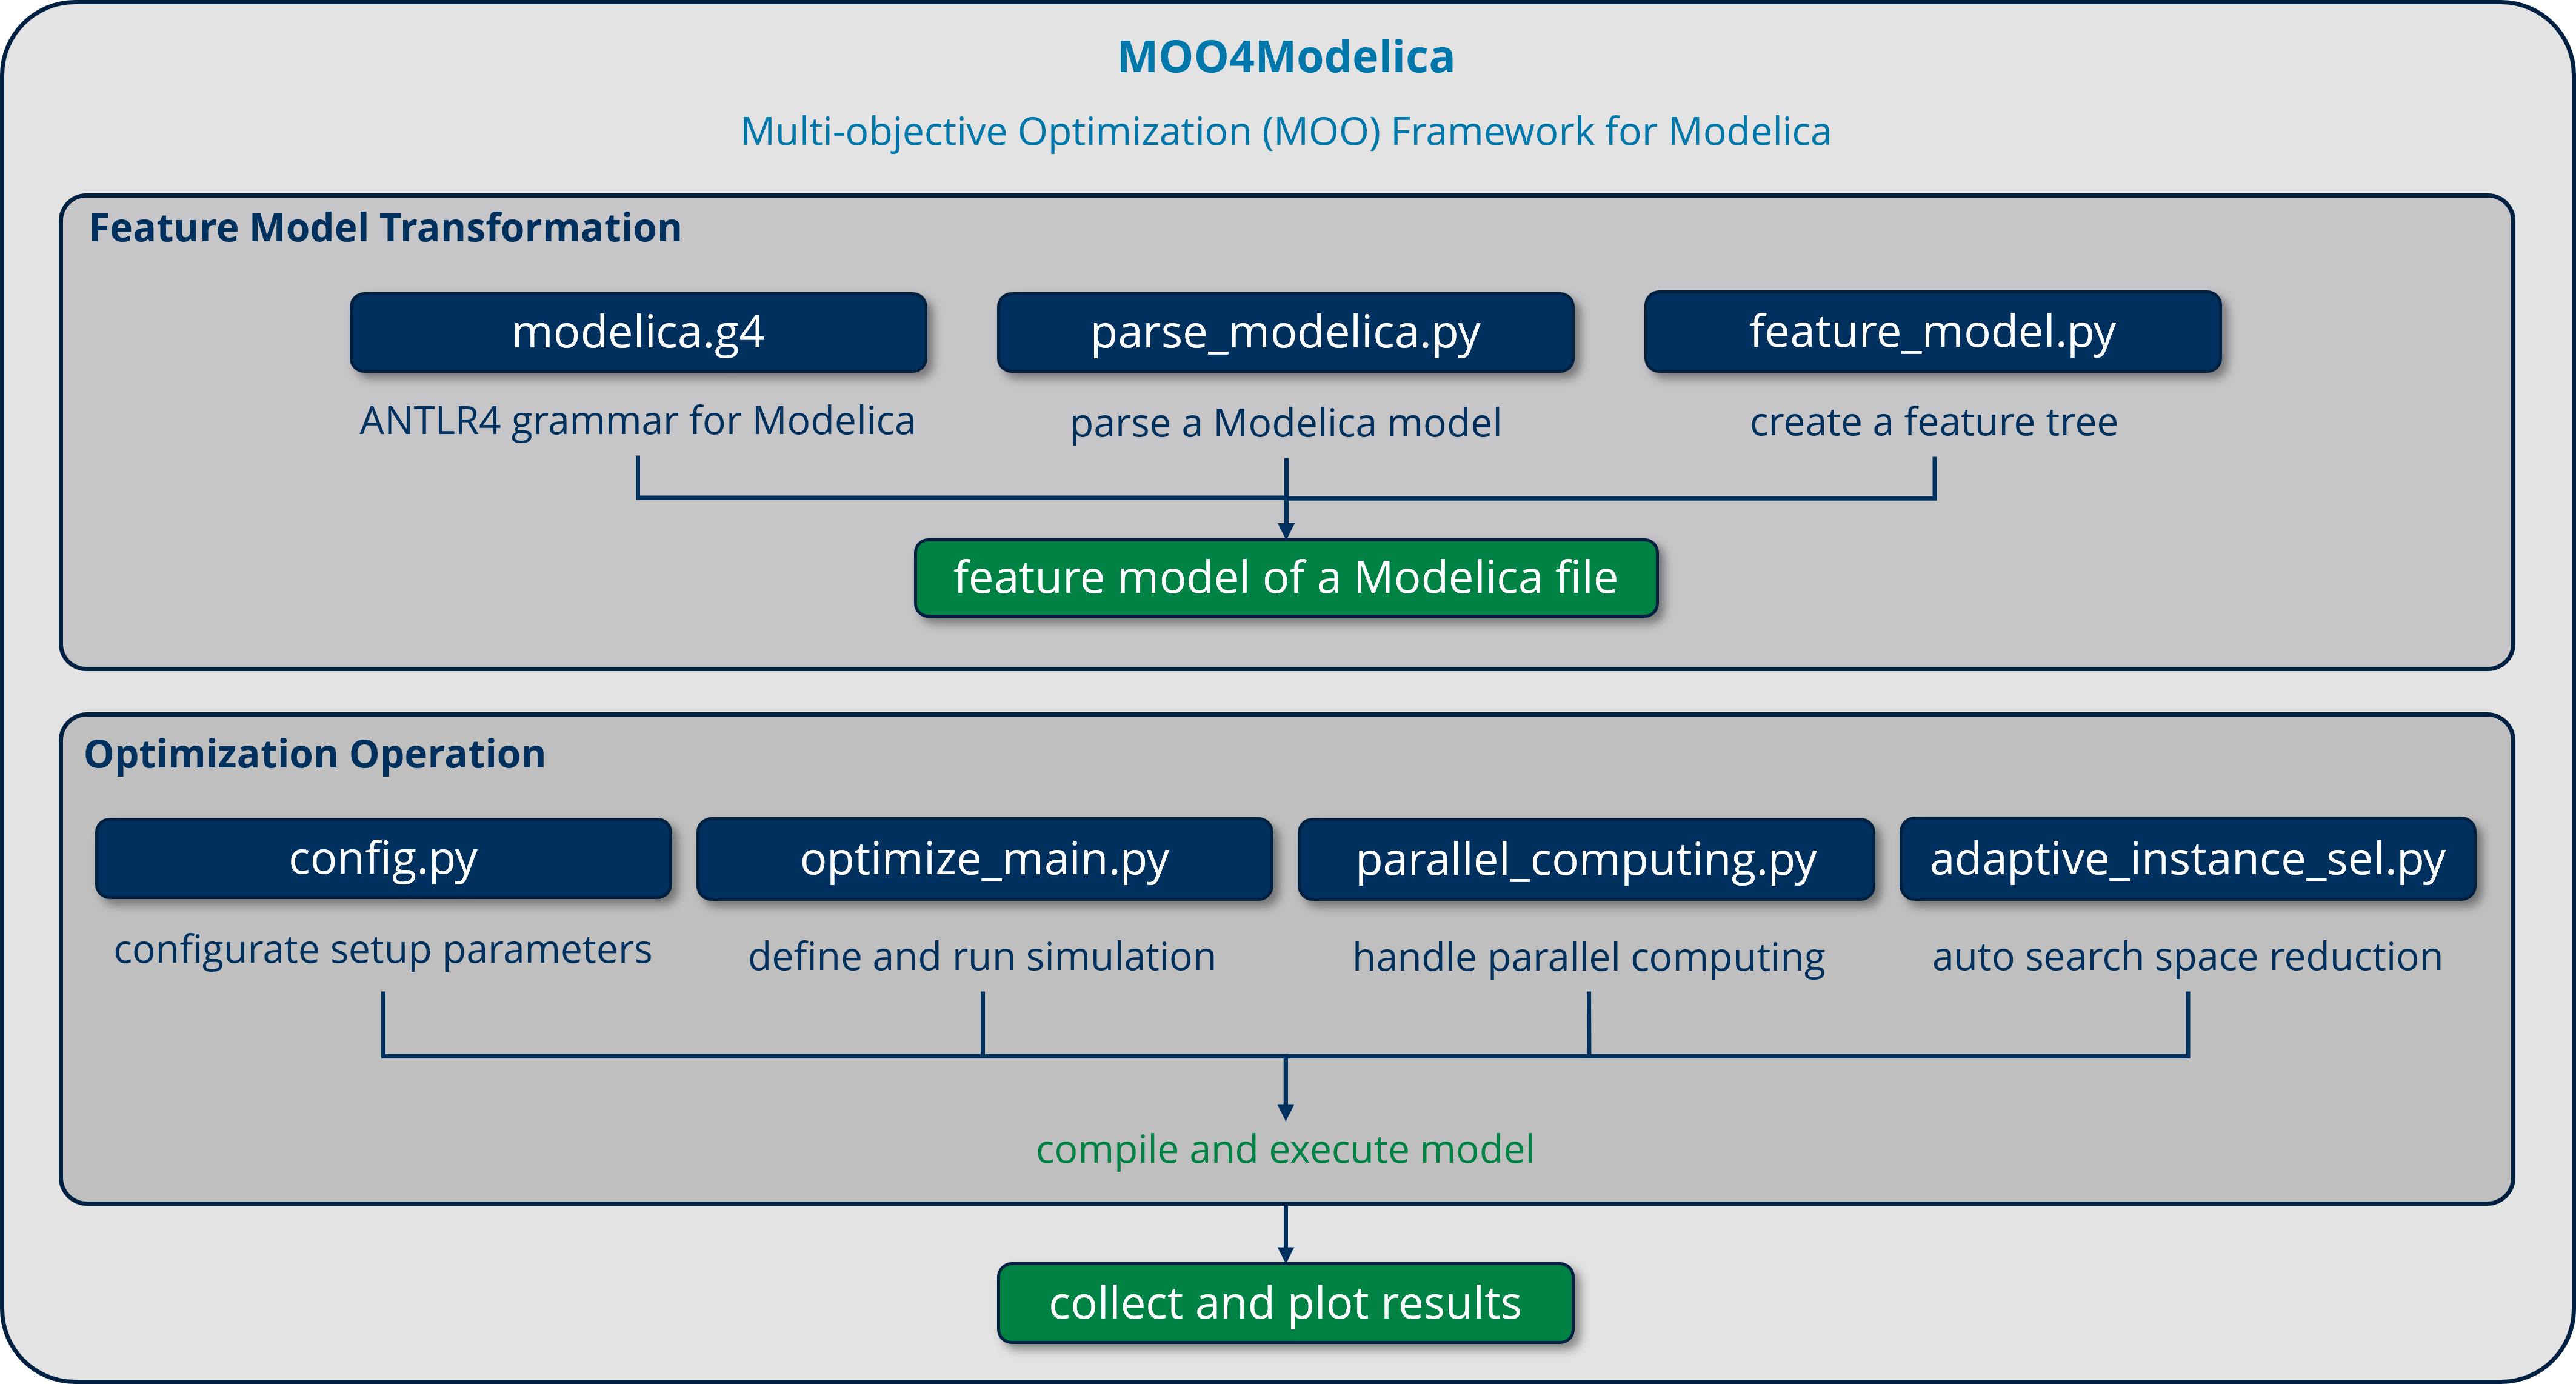 MOO4Modelica
Multi-objective Optimization (MOO) Framework for Modelica
Feature Model Transformation
modelica.g4
parse_modelica.py
feature_model.py
ANTLR4 grammar for Modelica
parse a Modelica model
create a feature tree
feature model of a Modelica file
Optimization Operation
config.py
optimize_main.py
parallel_computing.py
adaptive_instance_sel.py
configurate setup parameters
define and run simulation
handle parallel computing
auto search space reduction
compile and execute model
collect and plot results